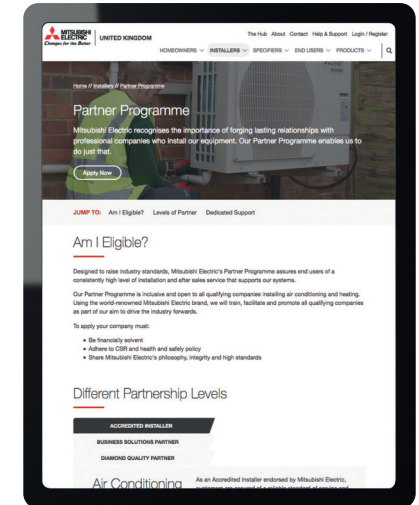 MITSUBISHI
ELECTRIC
Changes for the Better
UNITED KINGDOM
The Hub About Contact Help & Support Login / Register
HOMEOWNERS INSTALLERS SPECIFIERS END USERS PRODUCTS
Home // Installers // Partner Programme
Partner Programme
Mitsubishi Electric recognises the importance of forging lasting relationships with
professional companies who install our equipment. Our Partner Programme enables us to
do just that.
Apply Now
JUMP TO: Am I Eligible? Levels of Partner Dedicated Support
Am I Eligible?
Designed to raise industry standards, Mitsubishi Electric's Partner Programme assures end users of a
consistently high level of installation and after sales service that supports our systems.
Our Partner Programme is inclusive and open to all qualifying companies installing air conditioning and heating.
Using the world-renowned Mitsubishi Electric brand, we will train, facilitate and promote all qualifying companies
as part of our aim to drive the industry forwards.
To apply your company must:
• Be financially solvent
• Adhere to CSR and health and safety policy
• Share Mitsubishi Electric's philosophy, integrity and high standards
Different Partnership Levels
ACCREDITED INSTALLER
BUSINESS SOLUTIONS PARTNER
DIAMOND QUALITY PARTNER
Air Conditioning
As an Accredited Installer endorsed by Mitsubishi Electric,
customers are assured of a reliable standard of service and